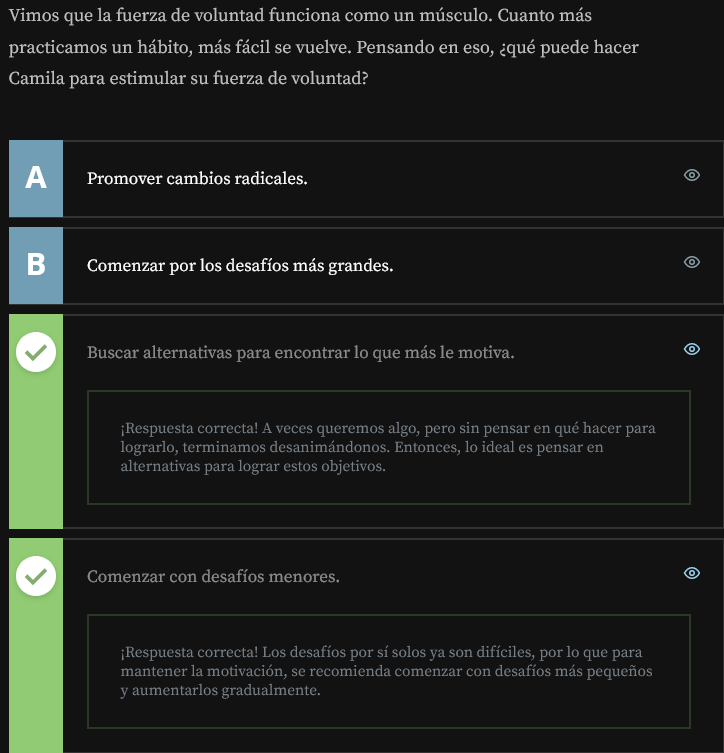 Vimos que la fuerza de voluntad funciona como un músculo. Cuanto más
practicamos un hábito, más fácil se vuelve. Pensando en eso, ¿qué puede hacer
Camila para estimular su fuerza de voluntad?
A
Promover cambios radicales.
B
Comenzar por los desafíos más grandes.
Buscar alternativas para encontrar lo que más le motiva.
¡Respuesta correcta! A veces queremos algo, pero sin pensar en qué hacer para
lograrlo, terminamos desanimándonos. Entonces, lo ideal es pensar en
alternativas para lograr estos objetivos.
Comenzar con desafíos menores.
¡Respuesta correcta! Los desafíos por sí solos ya son difíciles, por lo que para
mantener la motivación, se recomienda comenzar con desafíos más pequeños
y aumentarlos gradualmente.